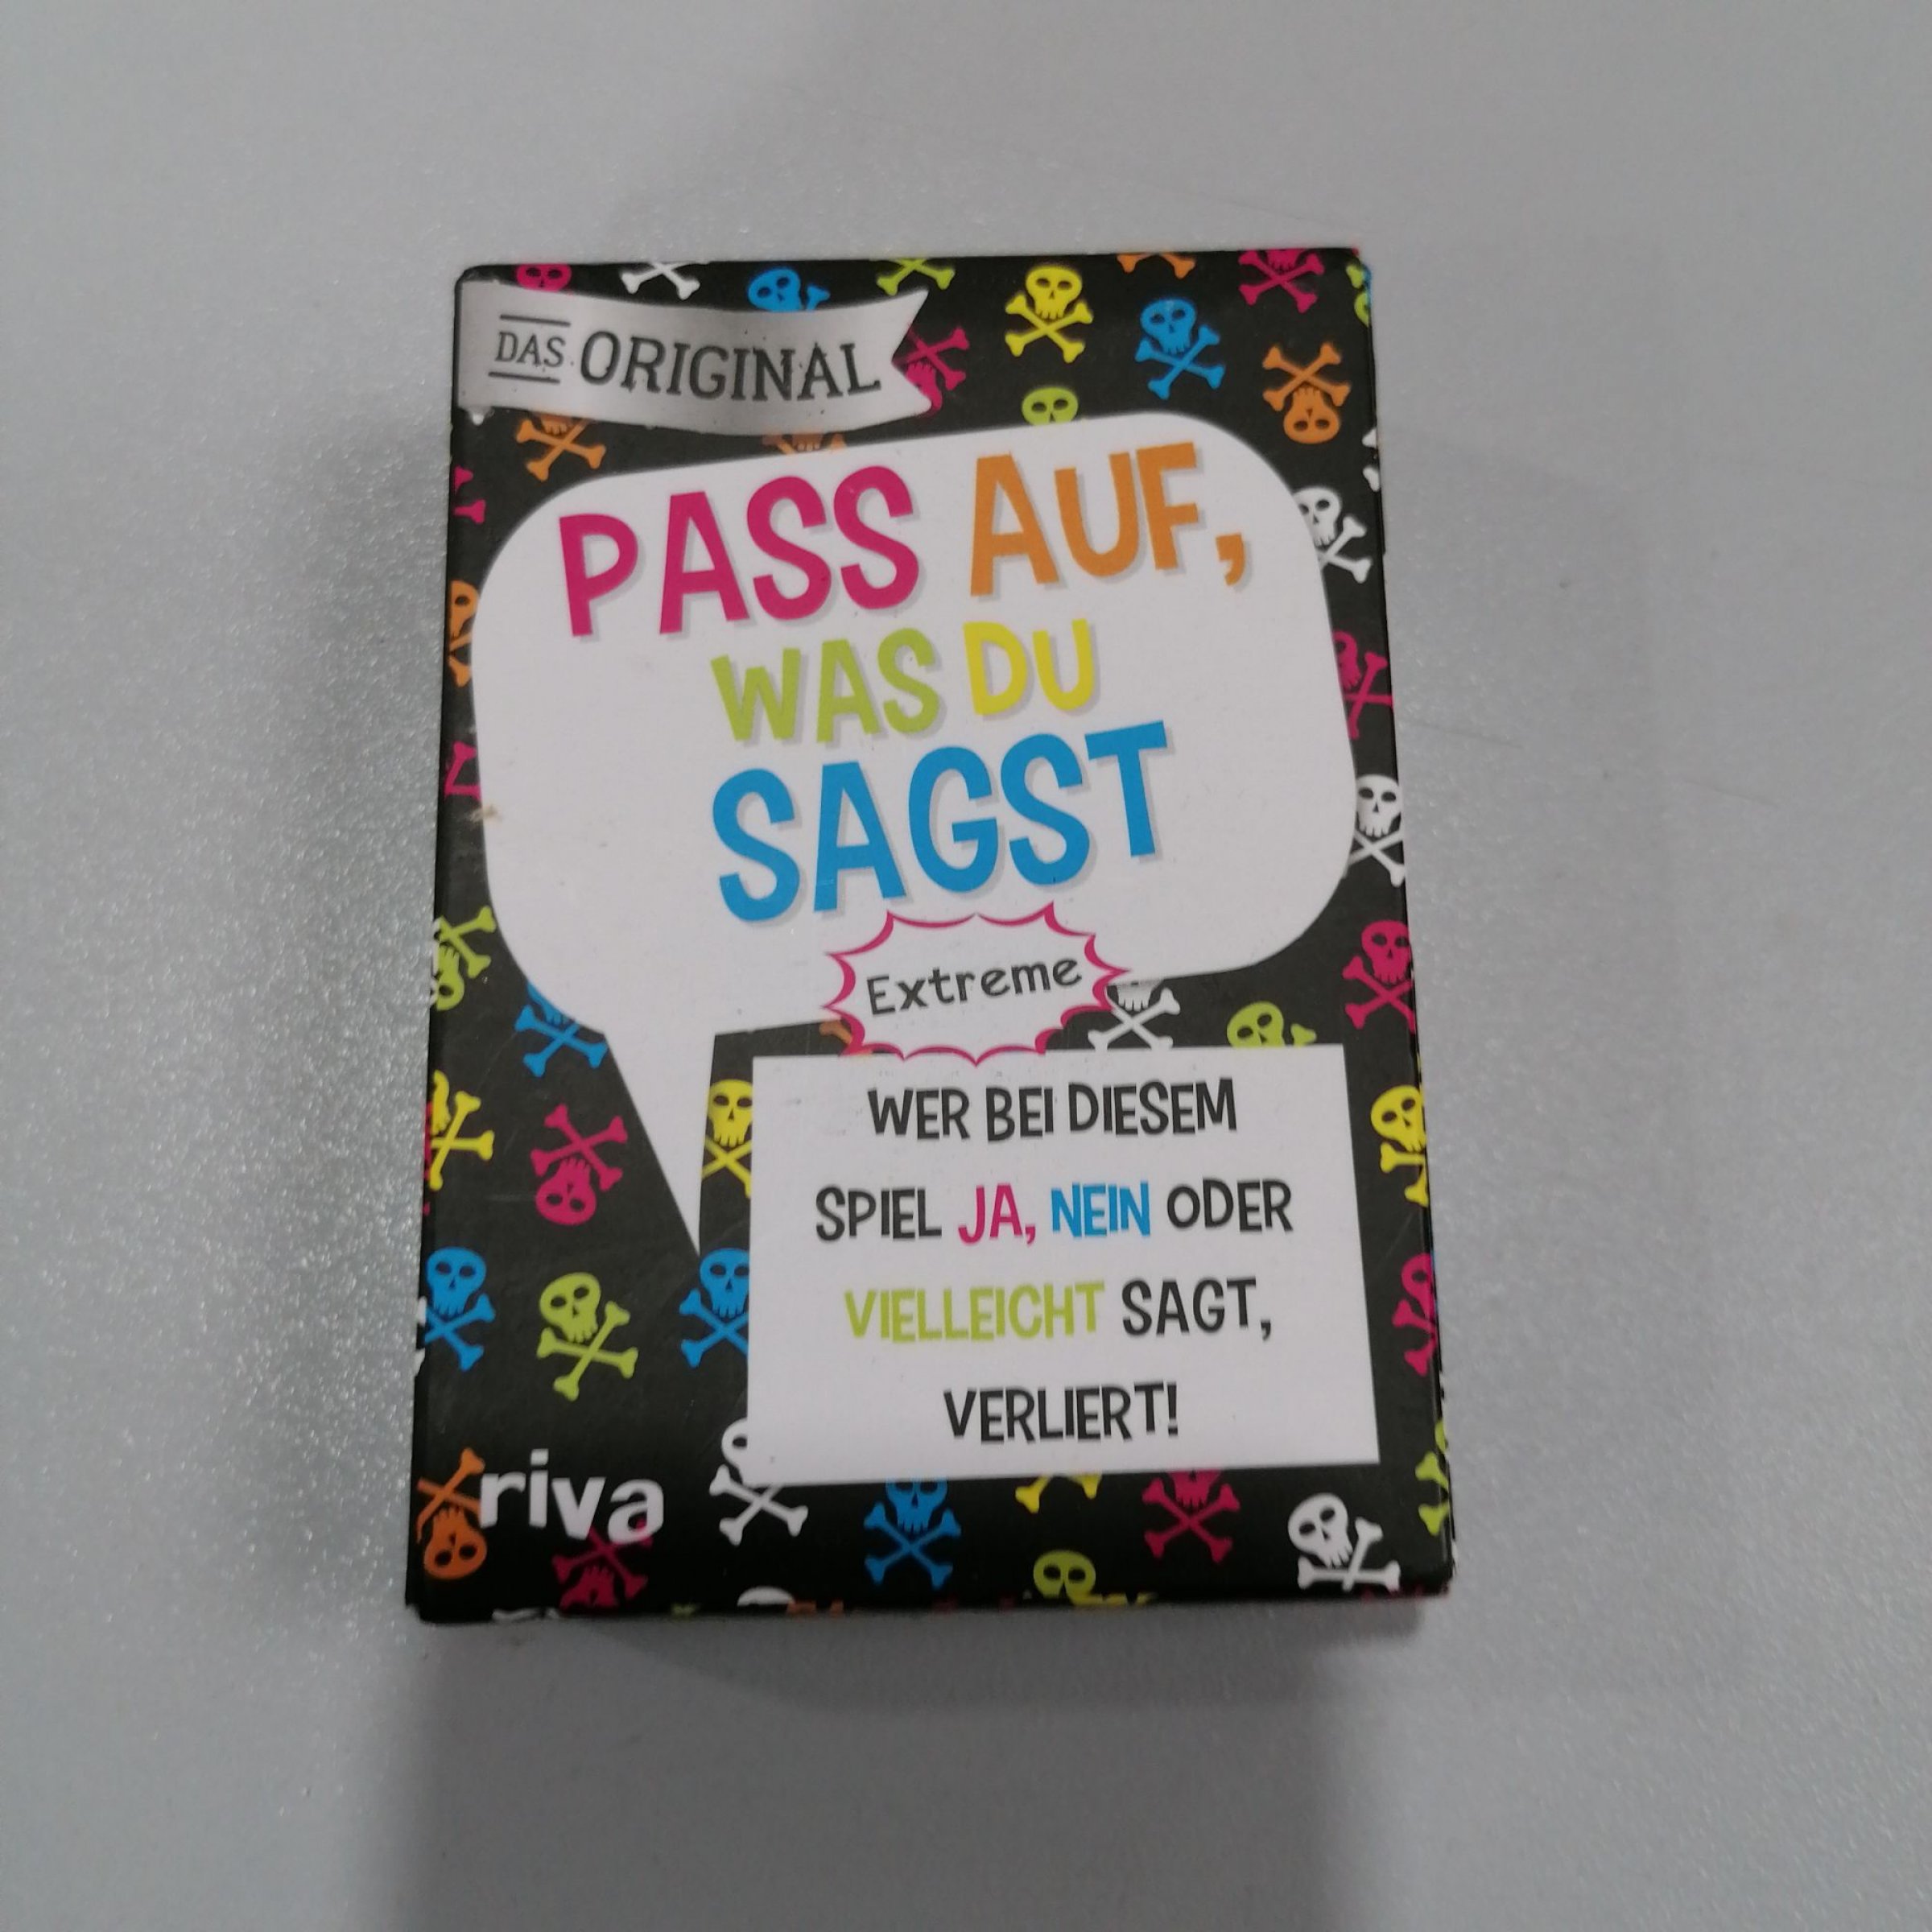 DAS ORIGINAL
PASS AUF,
WAS DU
SAGST
Extreme
WER BEI DIESEM
SPIEL JA, NEIN ODER
VIELLEICHT SAGT,
VERLIERT!
riva